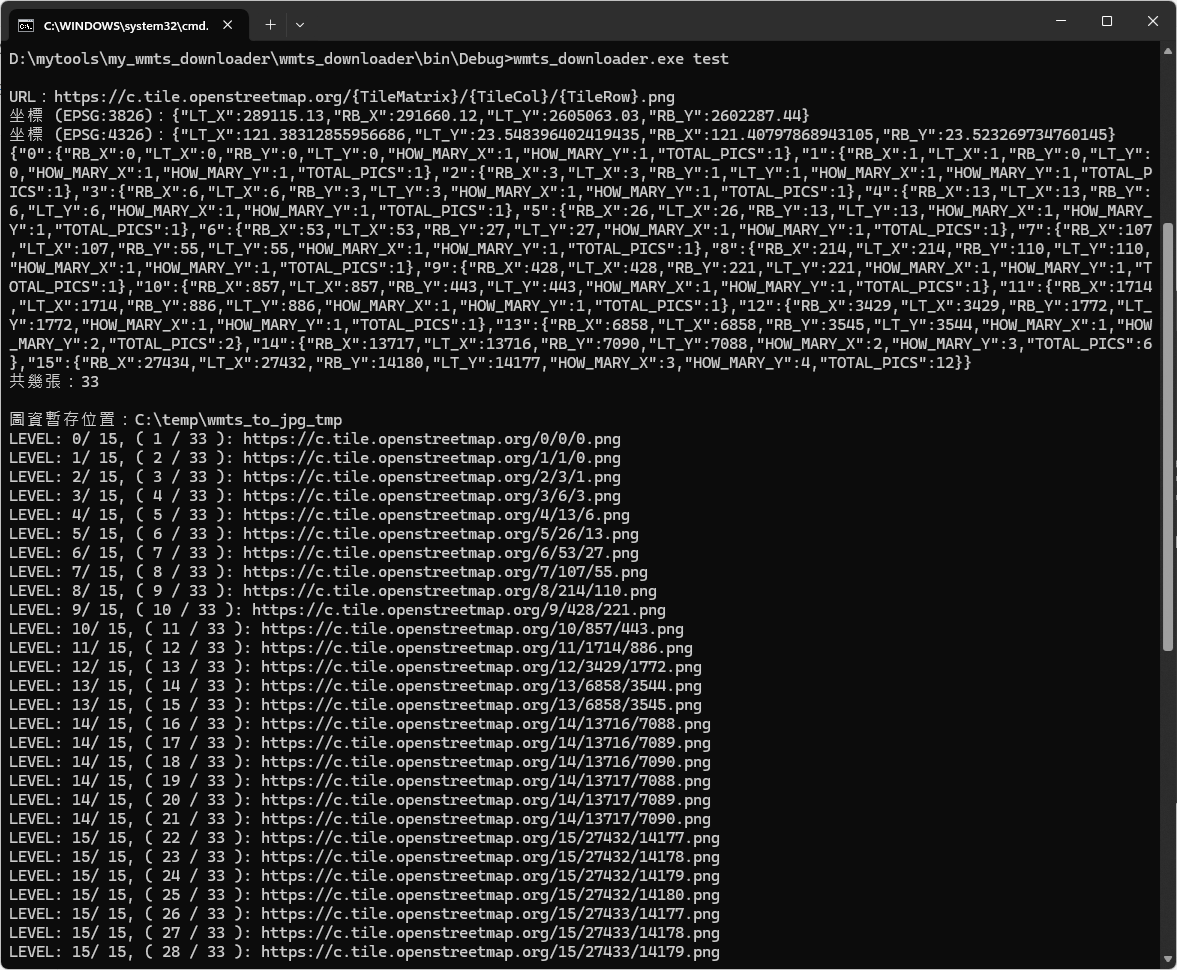 C:\WINDOWS\system32\cmd.
D:\mytools\my_wmts_downloader\wmts_downloader\bin\Debug>wmts_downloader.exe test
URL：https://c.tile.openstreetmap.org/{TileMatrix}/{TileCol}/{TileRow}.png
坐標 (EPSG:3826)：{"LT_X":289115.13,"RB_X":291660.12,"LT_Y":2605063.03,"RB_Y":2602287.44}
坐標 (EPSG:4326)：{"LT_X":121.38312855956686,"LT_Y":23.548396402419435,"RB_X":121.40797868943105,"RB_Y":23.523269734760145}
{"0":{"RB_X":0,"LT_X":0,"RB_Y":0,"LT_Y":0,"HOW_MARY_X":1,"HOW_MARY_Y":1,"TOTAL_PICS":1},"1":{"RB_X":1,"LT_X":1,"RB_Y":0,"LT_Y":
0,"HOW_MARY_X":1,"HOW_MARY_Y":1,"TOTAL_PICS":1},"2":{"RB_X":3,"LT_X":3,"RB_Y":1,"LT_Y":1,"HOW_MARY_X":1,"HOW_MARY_Y":1,"TOTAL_P
ICS":1},"3":{"RB_X":6,"LT_X":6,"RB_Y":3,"LT_Y":3,"HOW_MARY_X":1,"HOW_MARY_Y":1,"TOTAL_PICS":1},"4":{"RB_X":13,"LT_X":13,"RB_Y":
6,"LT_Y":6,"HOW_MARY_X":1,"HOW_MARY_Y":1,"TOTAL_PICS":1},"5":{"RB_X":26,"LT_X":26,"RB_Y":13,"LT_Y":13,"HOW_MARY_X":1,"HOW_MARY_
Y":1,"TOTAL_PICS":1},"6":{"RB_X":53,"LT_X":53,"RB_Y":27,"LT_Y":27,"HOW_MARY_X":1,"HOW_MARY_Y":1,"TOTAL_PICS":1},"7":{"RB_X":107
,"LT_X":107,"RB_Y":55,"LT_Y":55,"HOW_MARY_X":1,"HOW_MARY_Y":1,"TOTAL_PICS":1},"8":{"RB_X":214,"LT_X":214,"RB_Y":110,"LT_Y":110,
"HOW_MARY_X":1,"HOW_MARY_Y":1,"TOTAL_PICS":1},"9":{"RB_X":428,"LT_X":428,"RB_Y":221,"LT_Y":221,"HOW_MARY_X":1,"HOW_MARY_Y":1,"T
OTAL_PICS":1},"10":{"RB_X":857,"LT_X":857,"RB_Y":443,"LT_Y":443,"HOW_MARY_X":1,"HOW_MARY_Y":1,"TOTAL_PICS":1},"11":{"RB_X":1714
,"LT_X":1714,"RB_Y":886,"LT_Y":886,"HOW_MARY_X":1,"HOW_MARY_Y":1,"TOTAL_PICS":1},"12":{"RB_X":3429,"LT_X":3429,"RB_Y":1772,"LT_
Y":1772,"HOW_MARY_X":1,"HOW_MARY_Y":1,"TOTAL_PICS":1},"13":{"RB_X":6858,"LT_X":6858,"RB_Y":3545,"LT_Y":3544,"HOW_MARY_X":1,"HOW
_MARY_Y":2,"TOTAL_PICS":2},"14":{"RB_X":13717,"LT_X":13716,"RB_Y":7090,"LT_Y":7088,"HOW_MARY_X":2,"HOW_MARY_Y":3,"TOTAL_PICS":6
},"15":{"RB_X":27434,"LT_X":27432,"RB_Y":14180,"LT_Y":14177,"HOW_MARY_X":3,"HOW_MARY_Y":4,"TOTAL_PICS":12}}
共幾張：33
圖資暫存位置：C:\temp\wmts_to_jpg_tmp
LEVEL: 0/ 15, ( 1 / 33 ): https://c.tile.openstreetmap.org/0/0/0.png
LEVEL: 1/ 15, ( 2 / 33 ): https://c.tile.openstreetmap.org/1/1/0.png
LEVEL: 2/ 15, ( 3 / 33 ): https://c.tile.openstreetmap.org/2/3/1.png
LEVEL: 3/ 15, ( 4 / 33 ): https://c.tile.openstreetmap.org/3/6/3.png
LEVEL: 4/ 15, ( 5 / 33 ): https://c.tile.openstreetmap.org/4/13/6.png
LEVEL: 5/ 15, ( 6 / 33 ): https://c.tile.openstreetmap.org/5/26/13.png
LEVEL: 6/ 15, ( 7 / 33 ): https://c.tile.openstreetmap.org/6/53/27.png
LEVEL: 7/ 15, ( 8 / 33 ): https://c.tile.openstreetmap.org/7/107/55.png
LEVEL: 8/ 15, ( 9 / 33 ): https://c.tile.openstreetmap.org/8/214/110.png
LEVEL: 9/ 15, ( 10 / 33 ): https://c.tile.openstreetmap.org/9/428/221.png
LEVEL: 10/ 15, ( 11 / 33 ): https://c.tile.openstreetmap.org/10/857/443.png
LEVEL: 11/ 15, ( 12 / 33 ): https://c.tile.openstreetmap.org/11/1714/886.png
LEVEL: 12/ 15, ( 13 / 33 ): https://c.tile.openstreetmap.org/12/3429/1772.png
LEVEL: 13/ 15, ( 14 / 33 ): https://c.tile.openstreetmap.org/13/6858/3544.png
LEVEL: 13/ 15, ( 15 / 33 ): https://c.tile.openstreetmap.org/13/6858/3545.png
LEVEL: 14/ 15, ( 16 / 33 ): https://c.tile.openstreetmap.org/14/13716/7088.png
LEVEL: 14/ 15, ( 17 / 33 ): https://c.tile.openstreetmap.org/14/13716/7089.png
LEVEL: 14/ 15, ( 18 / 33 ): https://c.tile.openstreetmap.org/14/13716/7090.png
LEVEL: 14/ 15, ( 19 / 33 ): https://c.tile.openstreetmap.org/14/13717/7088.png
LEVEL: 14/ 15, ( 20 / 33 ): https://c.tile.openstreetmap.org/14/13717/7089.png
LEVEL: 14/ 15, ( 21 / 33 ): https://c.tile.openstreetmap.org/14/13717/7090.png
LEVEL: 15/ 15, ( 22 / 33 ): https://c.tile.openstreetmap.org/15/27432/14177.png
LEVEL: 15/ 15, ( 23 / 33 ): https://c.tile.openstreetmap.org/15/27432/14178.png
LEVEL: 15/ 15, ( 24 / 33 ): https://c.tile.openstreetmap.org/15/27432/14179.png
LEVEL: 15/ 15, ( 25 / 33 ): https://c.tile.openstreetmap.org/15/27432/14180.png
LEVEL: 15/ 15, ( 26 / 33 ): https://c.tile.openstreetmap.org/15/27433/14177.png
LEVEL: 15/ 15, ( 27 / 33 ): https://c.tile.openstreetmap.org/15/27433/14178.png
LEVEL: 15/ 15, ( 28 / 33 ): https://c.tile.openstreetmap.org/15/27433/14179.png